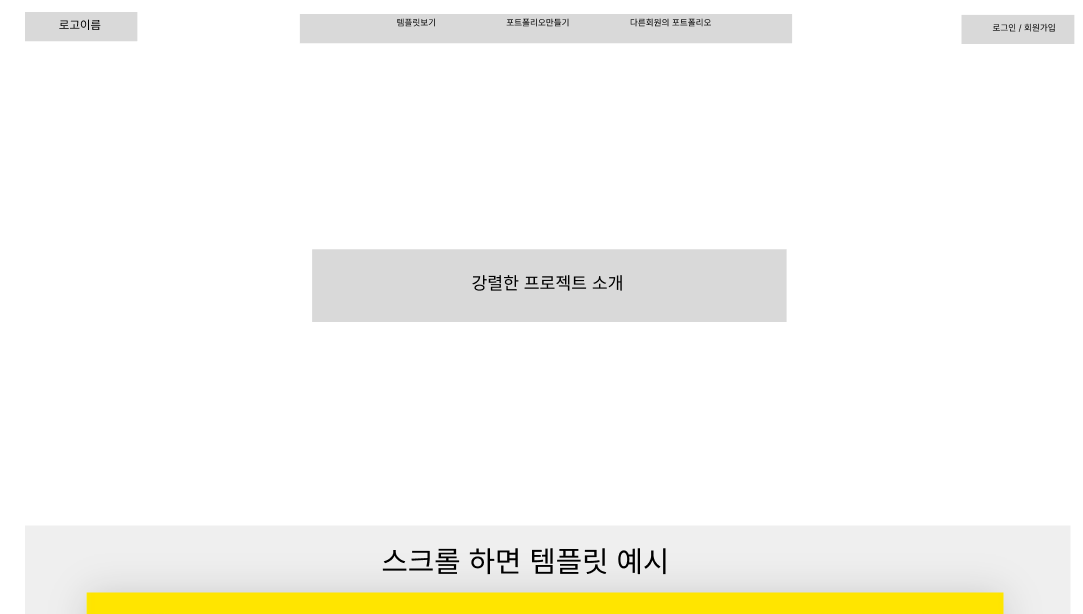 로고이름
템플릿보기 포트폴리오만들기 다른회원의 포트폴리오
로그인 / 회원가입
강렬한 프로젝트 소개
스크롤 하면 템플릿 예시